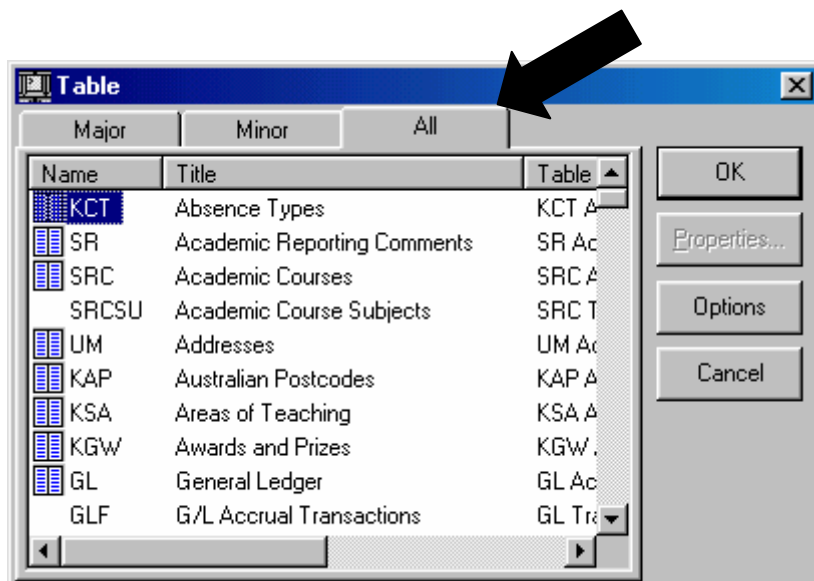 Table
Major Minor All
Name Title Table
KCT Absence Types KCT A
SR Academic Reporting Comments SR Ac
SRC Academic Courses SRC A
SRCSU Academic Course Subjects SRC T
UM Addresses UM Ac
KAP Australian Postcodes KAP A
KSA Areas of Teaching KSA A
KGW Awards and Prizes KGW .
GL General Ledger GL Ac
GLF G/L Accrual Transactions GL Tra
OK
Properties...
Options
Cancel